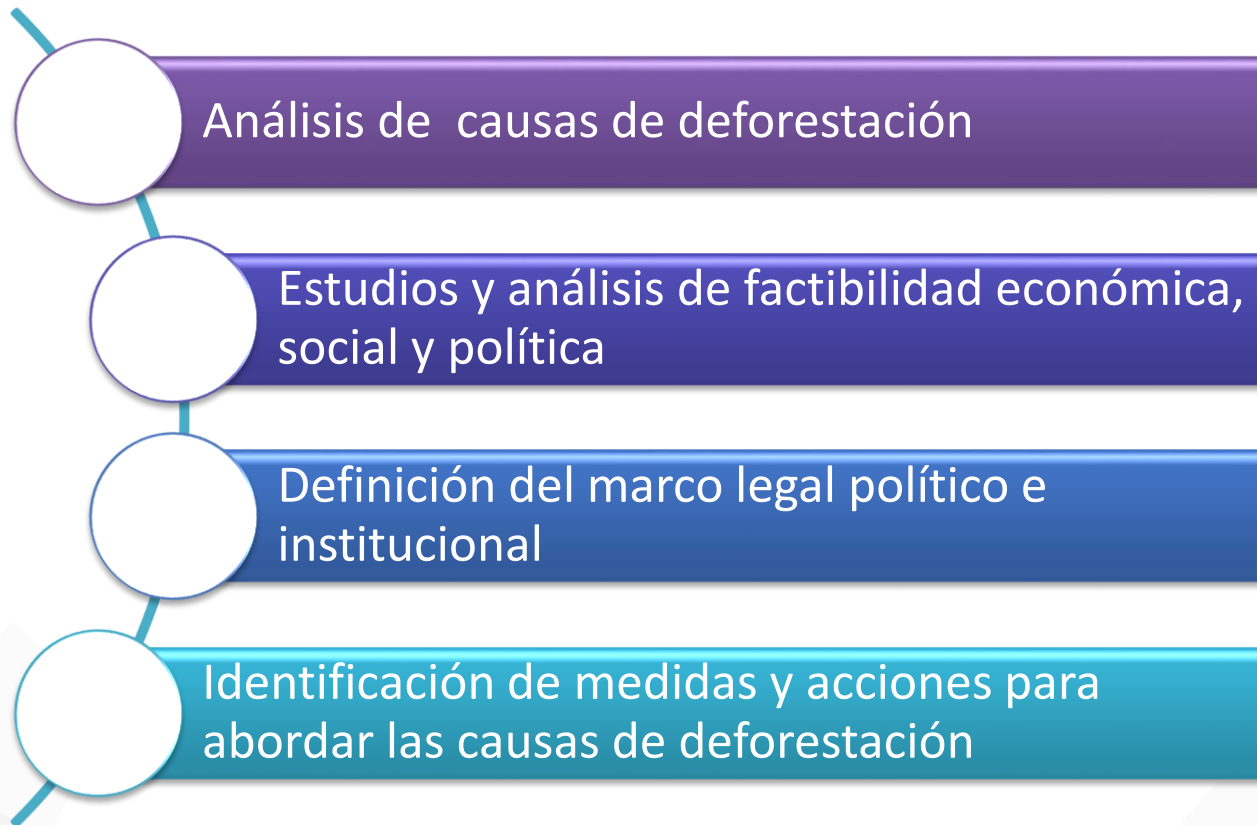 Análisis de  causas de deforestación
Estudios y análisis de factibilidad económica,
social y política
Definición del marco legal político e
institucional
Identificación de medidas y acciones para
abordar las causas de deforestación